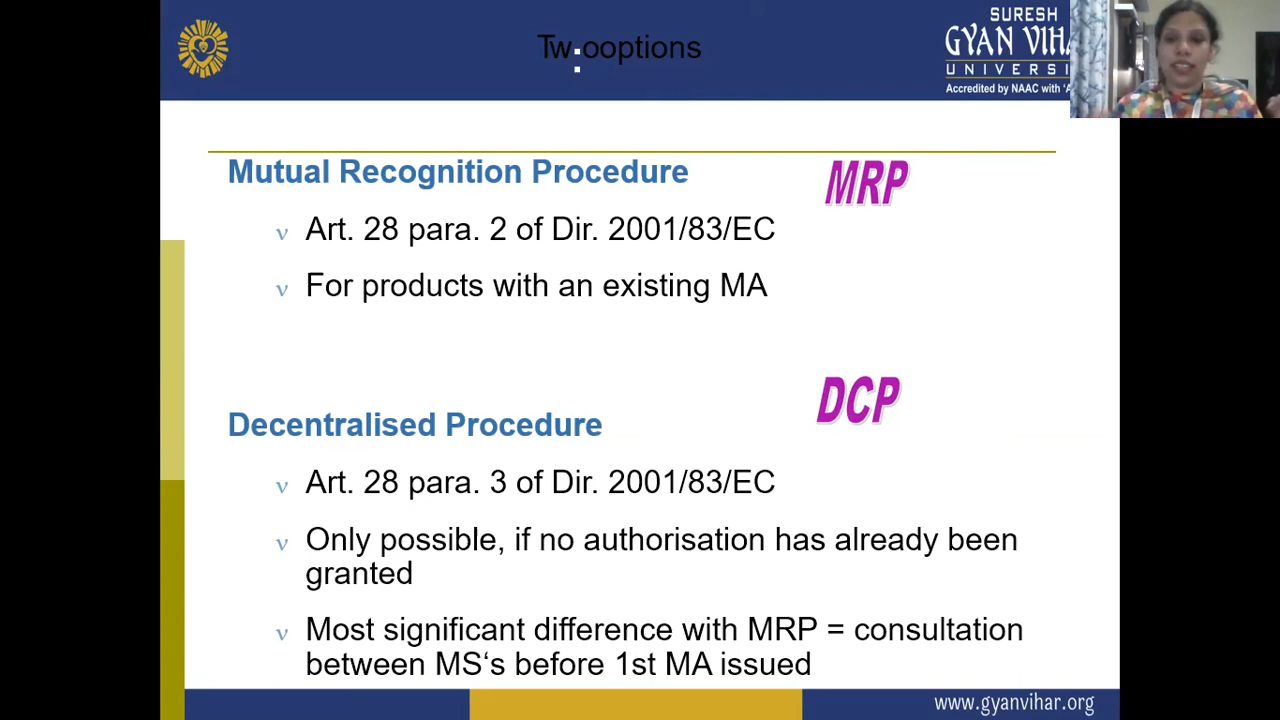 Tw:ooptions
SURESH
GYAN VIHA
UNIVERSI
Accredited by NAAC with 'A
Mutual Recognition Procedure
MRP
ν Art. 28 para. 2 of Dir. 2001/83/EC
ν For products with an existing MA
DCP
Decentralised Procedure
ν Art. 28 para. 3 of Dir. 2001/83/EC
ν Only possible, if no authorisation has already been
granted
ν Most significant difference with MRP = consultation
between MS‘s before 1st MA issued
www.gyanvihar.org